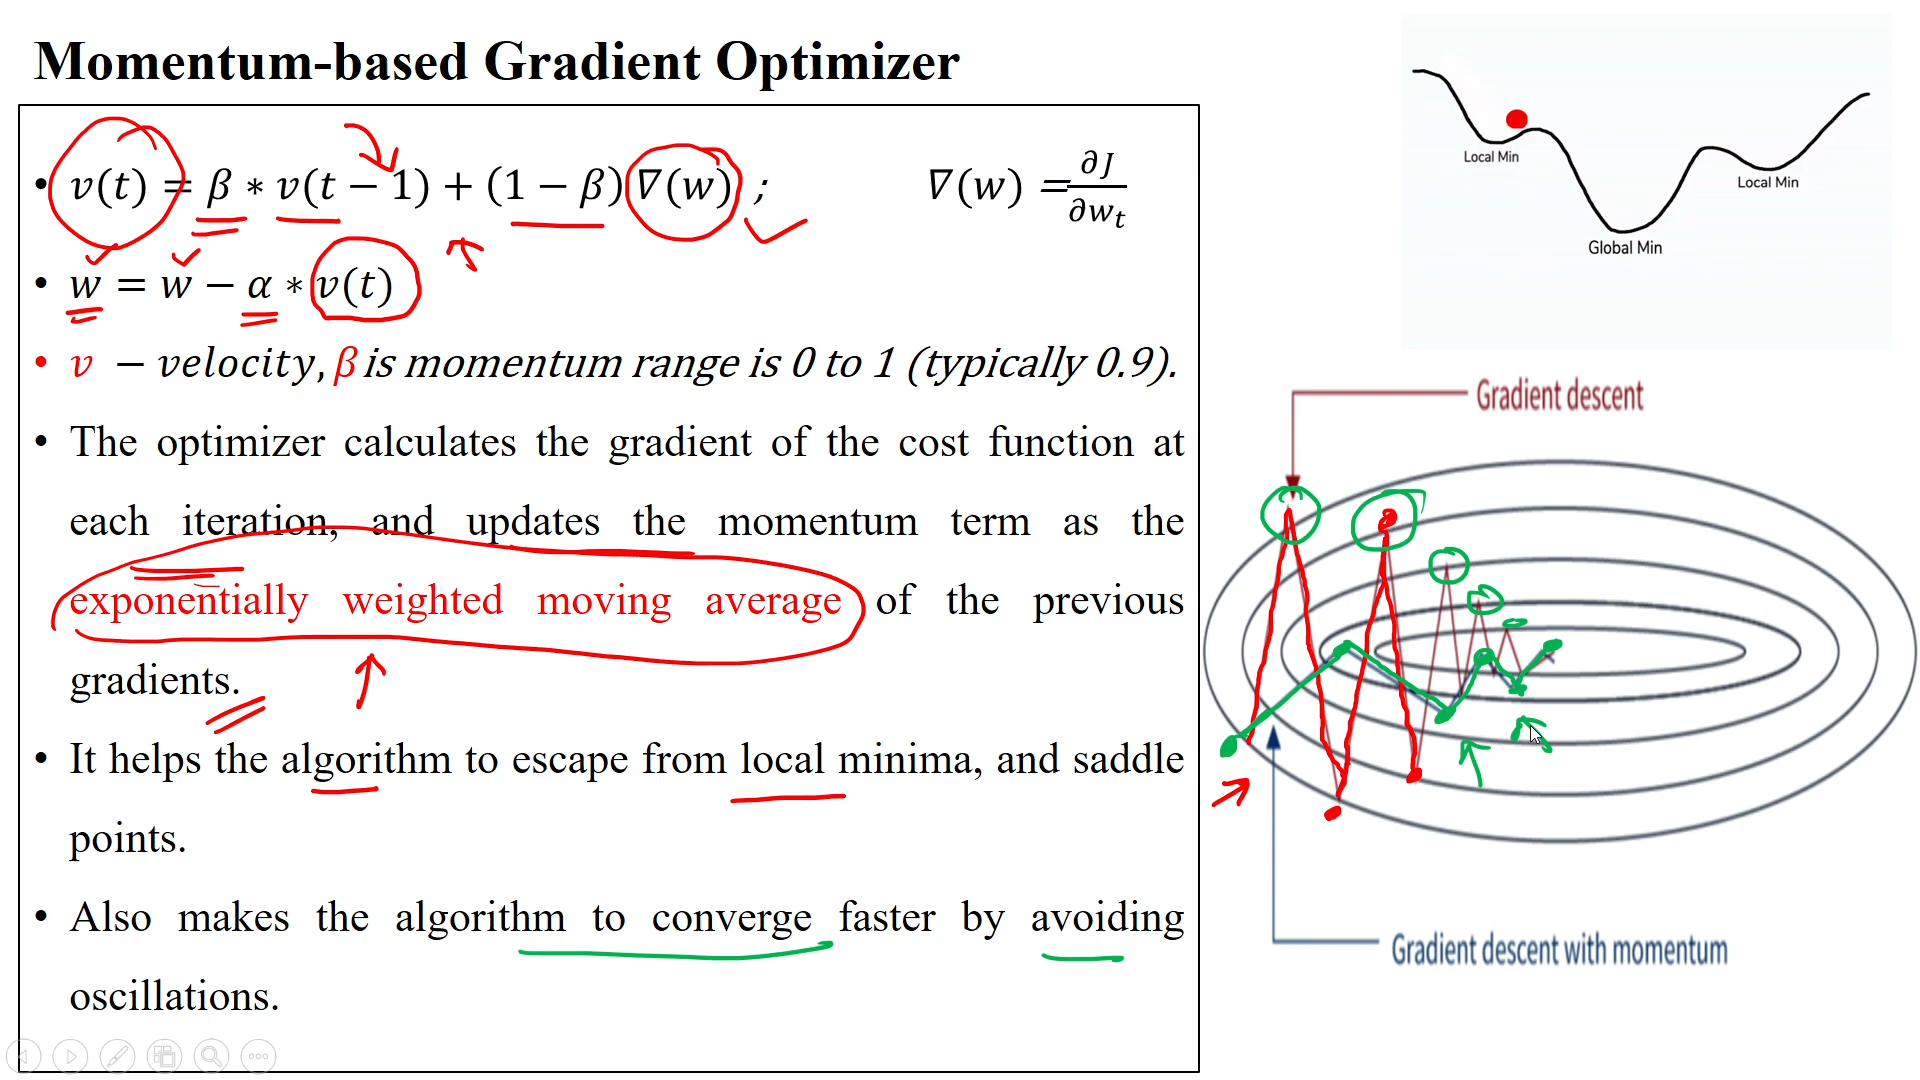 Momentum-based Gradient Optimizer
• v(t) = β ∗ v(t − 1) + (1 − β) ∇(w) ; ∇(w) = ∂J/∂wₜ
• w = w − α ∗ v(t)
• v − velocity, β is momentum range is 0 to 1 (typically 0.9).
• The optimizer calculates the gradient of the cost function at
each iteration, and updates the momentum term as the
exponentially weighted moving average of the previous
gradients.
• It helps the algorithm to escape from local minima, and saddle
points.
• Also makes the algorithm to converge faster by avoiding
oscillations.
Local Min
Local Min
Global Min
Gradient descent
Gradient descent with momentum